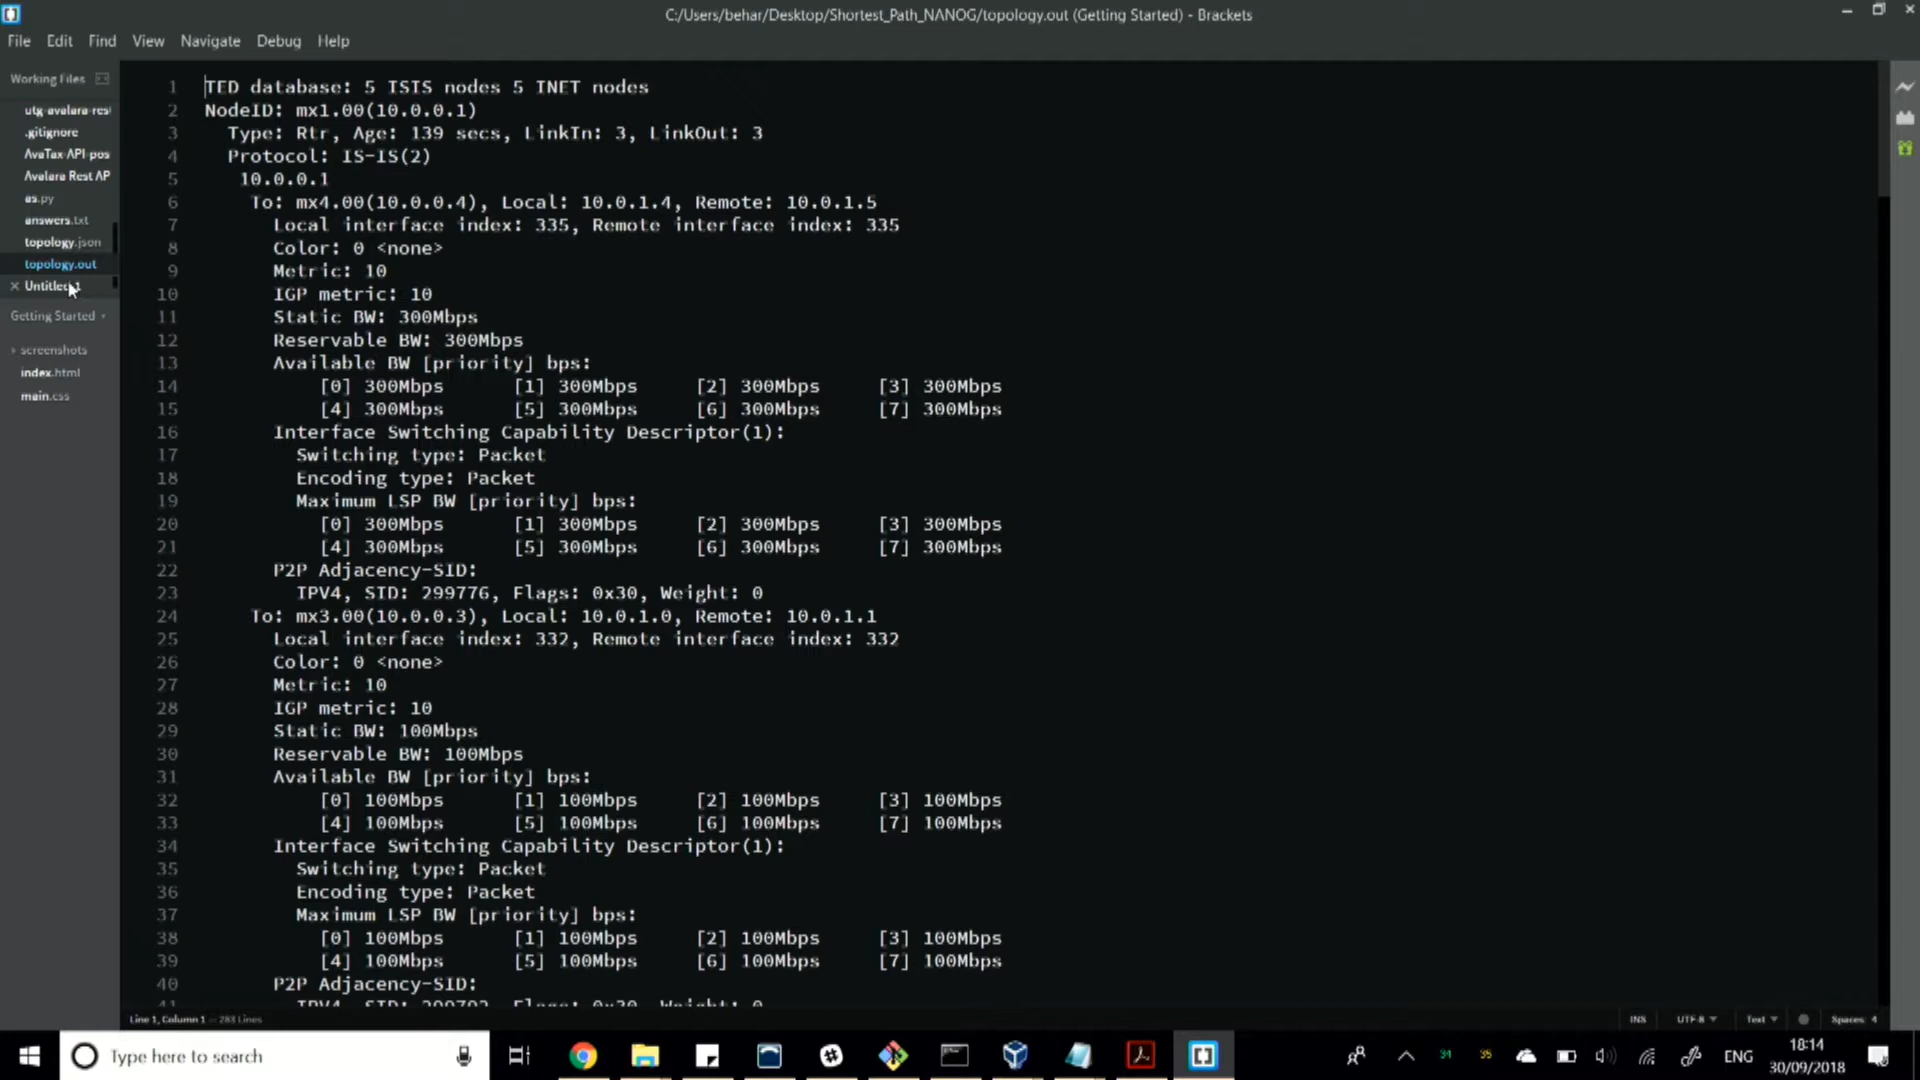 C:/Users/behar/Desktop/Shortest_Path_NANOG/topology.out (Getting Started) - Brackets
File Edit Find View Navigate Debug Help
Working Files
utg-avalara-rest
.gitignore
AvaTax-API-pos
Avalara Rest AP
as.py
answers.txt
topology.json
topology.out
Untitled-1
Getting Started
screenshots
index.html
main.css
1 TED database: 5 ISIS nodes 5 INET nodes
2 NodeID: mx1.00(10.0.0.1)
3 Type: Rtr, Age: 139 secs, LinkIn: 3, LinkOut: 3
4 Protocol: IS-IS(2)
5 10.0.0.1
6 To: mx4.00(10.0.0.4), Local: 10.0.1.4, Remote: 10.0.1.5
7 Local interface index: 335, Remote interface index: 335
8 Color: 0 <none>
9 Metric: 10
10 IGP metric: 10
11 Static BW: 300Mbps
12 Reservable BW: 300Mbps
13 Available BW [priority] bps:
14 [0] 300Mbps [1] 300Mbps [2] 300Mbps [3] 300Mbps
15 [4] 300Mbps [5] 300Mbps [6] 300Mbps [7] 300Mbps
16 Interface Switching Capability Descriptor(1):
17 Switching type: Packet
18 Encoding type: Packet
19 Maximum LSP BW [priority] bps:
20 [0] 300Mbps [1] 300Mbps [2] 300Mbps [3] 300Mbps
21 [4] 300Mbps [5] 300Mbps [6] 300Mbps [7] 300Mbps
22 P2P Adjacency-SID:
23 IPV4, SID: 299776, Flags: 0x30, Weight: 0
24 To: mx3.00(10.0.0.3), Local: 10.0.1.0, Remote: 10.0.1.1
25 Local interface index: 332, Remote interface index: 332
26 Color: 0 <none>
27 Metric: 10
28 IGP metric: 10
29 Static BW: 100Mbps
30 Reservable BW: 100Mbps
31 Available BW [priority] bps:
32 [0] 100Mbps [1] 100Mbps [2] 100Mbps [3] 100Mbps
33 [4] 100Mbps [5] 100Mbps [6] 100Mbps [7] 100Mbps
34 Interface Switching Capability Descriptor(1):
35 Switching type: Packet
36 Encoding type: Packet
37 Maximum LSP BW [priority] bps:
38 [0] 100Mbps [1] 100Mbps [2] 100Mbps [3] 100Mbps
39 [4] 100Mbps [5] 100Mbps [6] 100Mbps [7] 100Mbps
40 P2P Adjacency-SID:
41 IPV4, SID: 299792, Flags: 0x30, Weight: 0
Line 1, Column 1 — 283 Lines
INS UTF-8 Text Spaces: 4
Type here to search
34 35 ENG
18:14
30/09/2018